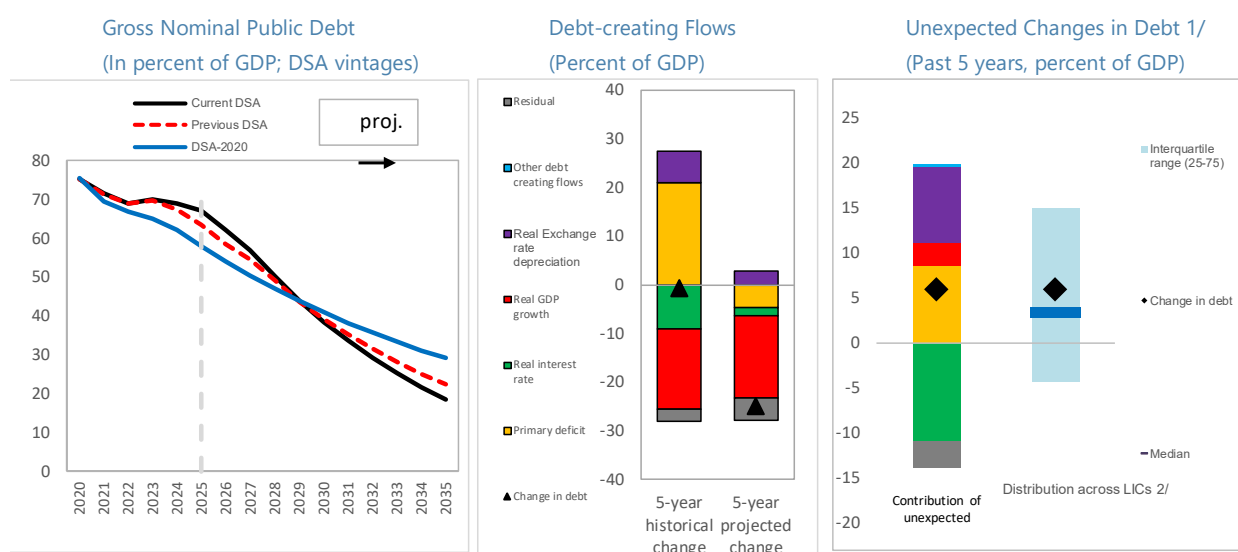 Gross Nominal Public Debt
(In percent of GDP; DSA vintages)
Current DSA
Previous DSA
DSA-2020
proj.
80
70
60
50
40
30
20
10
0
2020
2021
2022
2023
2024
2025
2026
2027
2028
2029
2030
2031
2032
2033
2034
2035
Debt-creating Flows
(Percent of GDP)
Residual
Other debt
creating flows
Real Exchange
rate
depreciation
Real GDP
growth
Real interest
rate
Primary deficit
Change in debt
40
30
20
10
0
-10
-20
-30
-40
5-year
historical
change
5-year
projected
change
Unexpected Changes in Debt 1/
(Past 5 years, percent of GDP)
25
20
15
10
5
0
-5
-10
-15
-20
Interquartile
range (25-75)
Change in debt
Median
Contribution of
unexpected
Distribution across LICs 2/